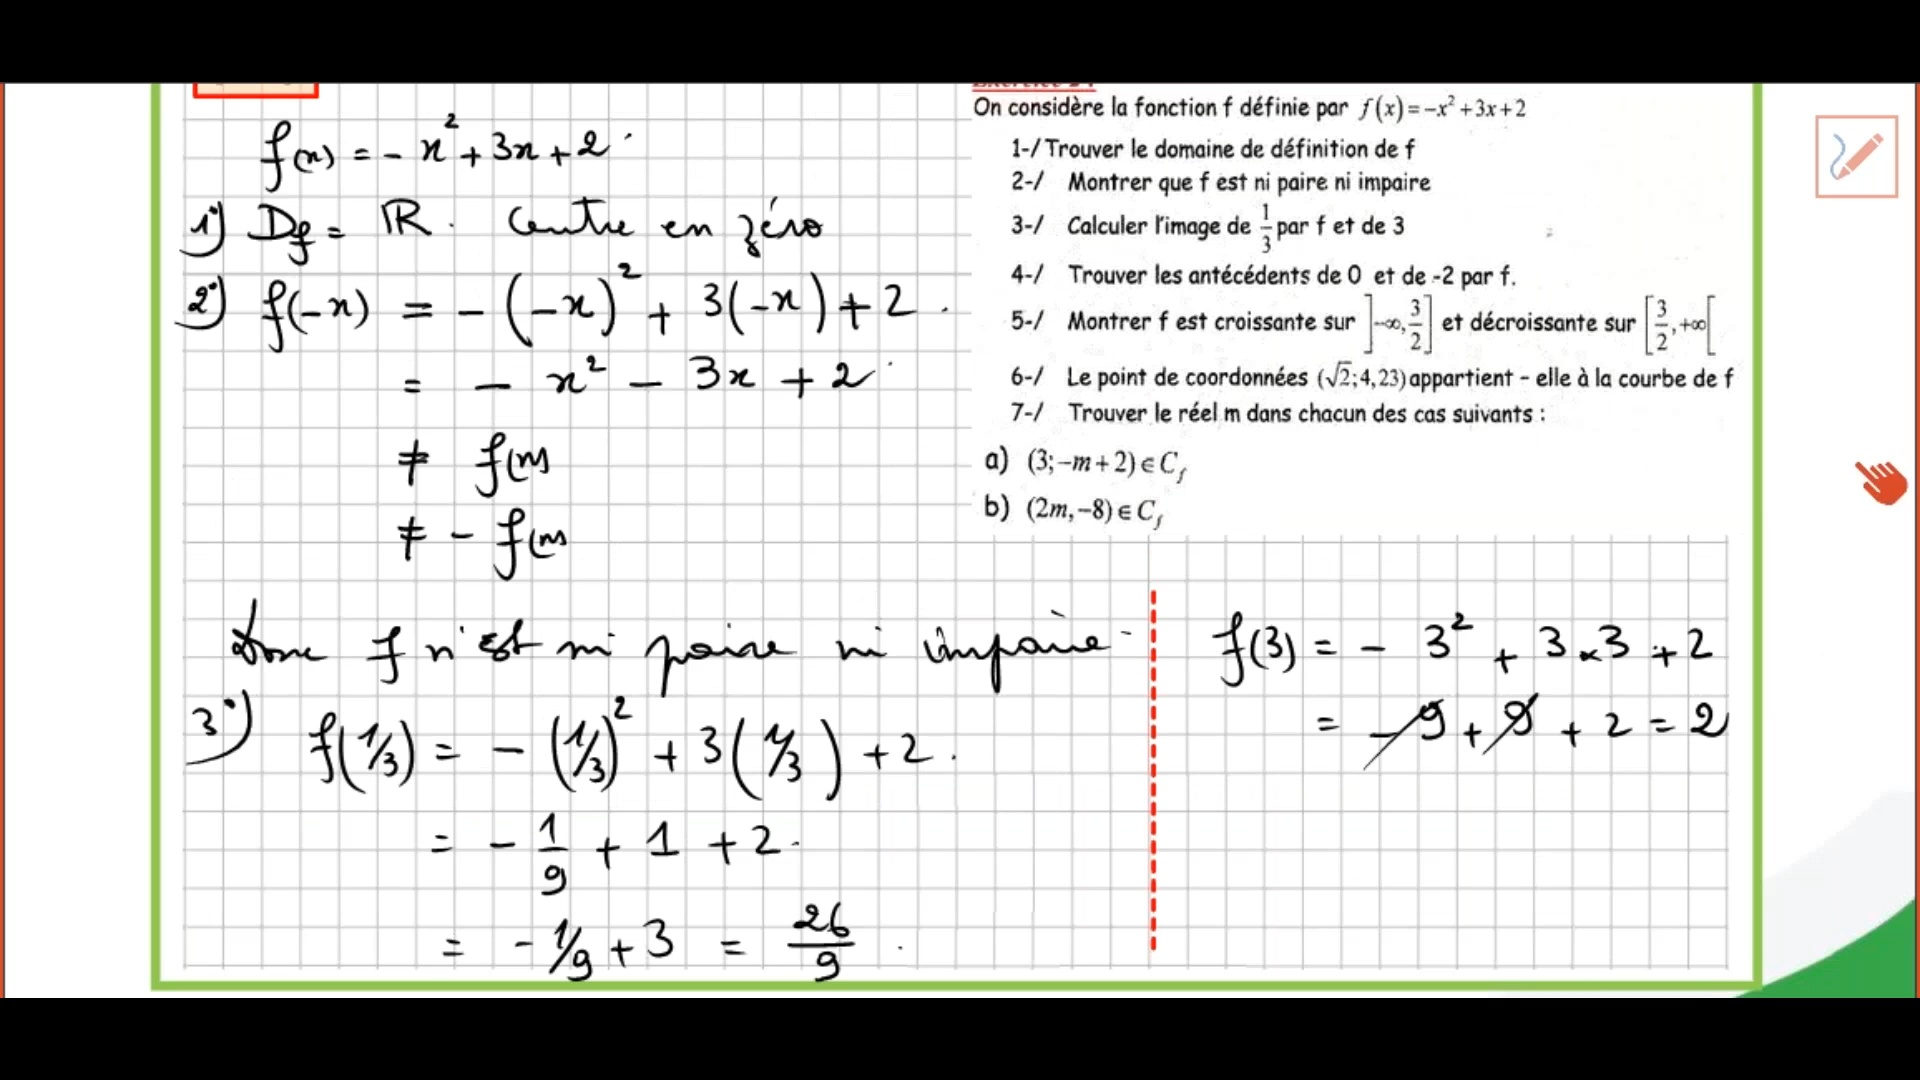 f(x) = - x² + 3x + 2 .
1°) Df = ℝ . Centre en zéro
2°) f(-x) = - (-x)² + 3(-x) + 2 .
= - x² - 3x + 2 .
≠ f(x)
≠ - f(x)
Donc f n'est ni paire ni impaire .
3°) f(1/3) = - (1/3)² + 3(1/3) + 2 .
= - 1/9 + 1 + 2 .
= - 1/9 + 3 = 26/9 .
On considère la fonction f définie par f(x)=-x²+3x+2
1-/ Trouver le domaine de définition de f
2-/ Montrer que f est ni paire ni impaire
3-/ Calculer l'image de 1/3 par f et de 3
4-/ Trouver les antécédents de 0 et de -2 par f.
5-/ Montrer f est croissante sur ]-∞, 3/2] et décroissante sur [3/2, +∞[
6-/ Le point de coordonnées (√2;4,23) appartient - elle à la courbe de f
7-/ Trouver le réel m dans chacun des cas suivants :
a) (3;-m+2)∈C_f
b) (2m,-8)∈C_f
f(3) = - 3² + 3×3 + 2
= -9 + 9 + 2 = 2